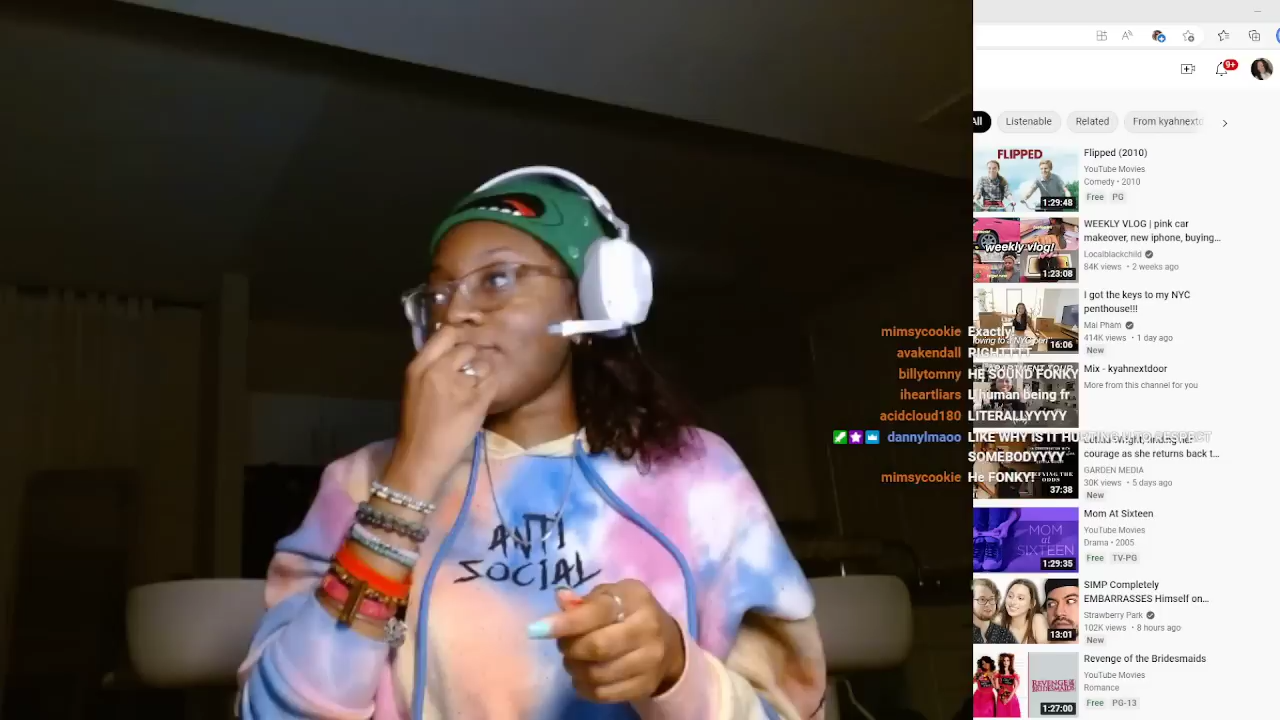 9+
All
Listenable
Related
From kyahnexto
FLIPPED
1:29:48
Flipped (2010)
YouTube Movies
Comedy • 2010
Free PG
weekly vlog!
1:23:08
WEEKLY VLOG | pink car
makeover, new iphone, buying...
Localblackchild
84K views • 2 weeks ago
16:06
I got the keys to my NYC
penthouse!!!
Mai Pham
414K views • 1 day ago
New
Mix - kyahnextdoor
More from this channel for you
37:38
courage as she returns back t...
GARDEN MEDIA
30K views • 5 days ago
New
MOM
at
SIXTEEN
1:29:35
Mom At Sixteen
YouTube Movies
Drama • 2005
Free TV-PG
13:01
SIMP Completely
EMBARRASSES Himself on...
Strawberry Park
102K views • 8 hours ago
New
1:27:00
Revenge of the Bridesmaids
YouTube Movies
Romance
Free PG-13
mimsycookie Exactly!
avakendall RIGHTTTT
billytomny HE SOUND FONKY
iheartliars L human being fr
acidcloud180 LITERALLYYYYY
dannylmaoo LIKE WHY IS IT HURTING U TO RESPECT
SOMEBODYYYY
mimsycookie He FONKY!
ANTI
SOCIAL